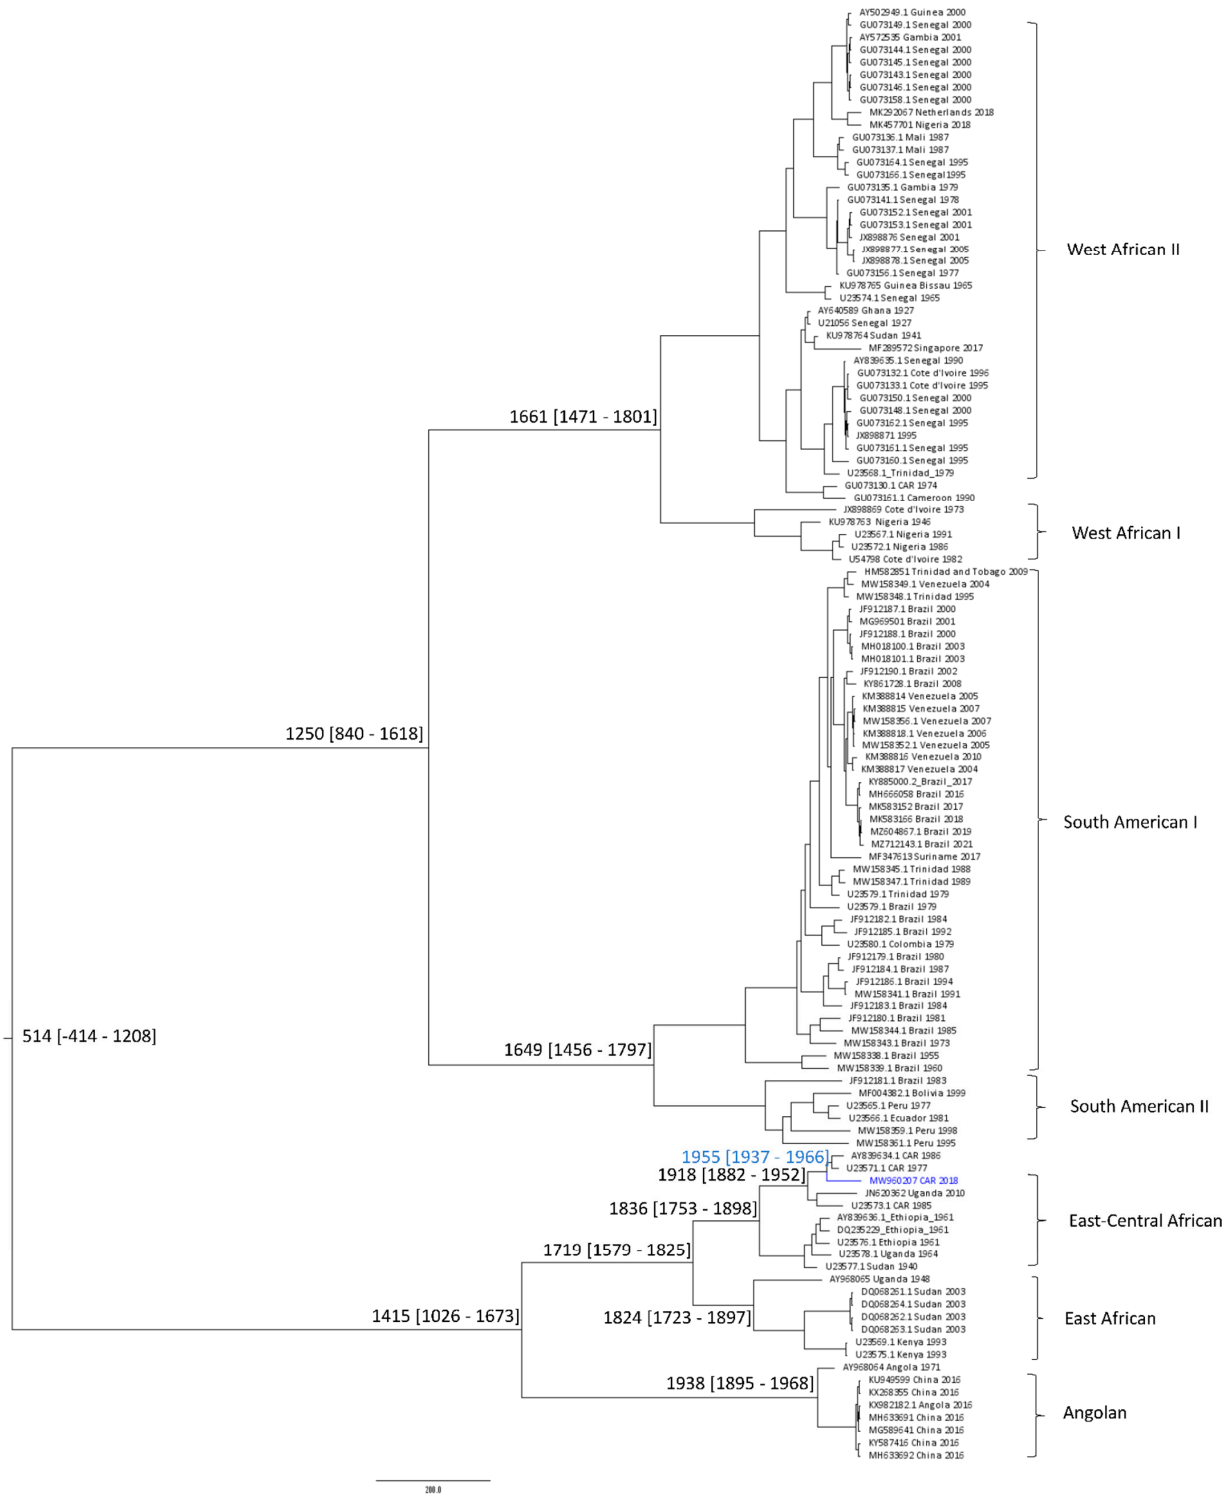 AY502949.1 Guinea 2000
GU073149.1 Senegal 2000
AY572535 Gambia 2001
GU073144.1 Senegal 2000
GU073145.1 Senegal 2000
GU073143.1 Senegal 2000
GU073146.1 Senegal 2000
GU073158.1 Senegal 2000
MK292067 Netherlands 2018
MK457701 Nigeria 2018
GU073136.1 Mali 1987
GU073137.1 Mali 1987
GU073164.1 Senegal 1995
GU073166.1 Senegal1995
GU073135.1 Gambia 1979
GU073141.1 Senegal 1978
GU073152.1 Senegal 2001
GU073153.1 Senegal 2001
JX898876 Senegal 2001
JX898877.1 Senegal 2005
JX898878.1 Senegal 2005
GU073156.1 Senegal 1977
KU978765 Guinea Bissau 1965
U23574.1 Senegal 1965
AY640589 Ghana 1927
U21056 Senegal 1927
KU978764 Sudan 1941
MF289572 Singapore 2017
AY839635.1 Senegal 1990
GU073132.1 Cote d'Ivoire 1996
GU073133.1 Cote d'Ivoire 1995
GU073150.1 Senegal 2000
GU073148.1 Senegal 2000
GU073162.1 Senegal 1995
JX898871 1995
GU073161.1 Senegal 1995
GU073160.1 Senegal 1995
U23568.1_Trinidad_1979
GU073130.1 CAR 1974
GU073161.1 Cameroon 1990
West African II
1661 [1471 - 1801]
JX898869 Cote d'Ivoire 1973
KU978763 Nigeria 1946
U23567.1 Nigeria 1991
U23572.1 Nigeria 1986
U54798 Cote d'Ivoire 1982
West African I
1250 [840 - 1618]
HM582851 Trinidad and Tobago 2009
MW158349.1 Venezuela 2004
MW158348.1 Trinidad 1995
JF912187.1 Brazil 2000
MG969501 Brazil 2001
JF912188.1 Brazil 2000
MH018100.1 Brazil 2003
MH018101.1 Brazil 2003
JF912190.1 Brazil 2002
KY861728.1 Brazil 2008
KM388814 Venezuela 2005
KM388815 Venezuela 2007
MW158356.1 Venezuela 2007
KM388818.1 Venezuela 2006
MW158352.1 Venezuela 2005
KM388816 Venezuela 2010
KM388817 Venezuela 2004
KY885000.2_Brazil_2017
MH666058 Brazil 2016
MK583152 Brazil 2017
MK583166 Brazil 2018
MZ604867.1 Brazil 2019
MZ712143.1 Brazil 2021
MF347613 Suriname 2017
MW158345.1 Trinidad 1988
MW158347.1 Trinidad 1989
U23579.1 Trinidad 1979
U23579.1 Brazil 1979
JF912182.1 Brazil 1984
JF912185.1 Brazil 1992
U23580.1 Colombia 1979
JF912179.1 Brazil 1980
JF912184.1 Brazil 1987
JF912186.1 Brazil 1994
MW158341.1 Brazil 1991
JF912183.1 Brazil 1984
JF912180.1 Brazil 1981
MW158344.1 Brazil 1985
MW158343.1 Brazil 1973
MW158338.1 Brazil 1955
MW158339.1 Brazil 1960
South American I
514 [-414 - 1208]
1649 [1456 - 1797]
JF912181.1 Brazil 1983
MF004382.1 Bolivia 1999
U23565.1 Peru 1977
U23566.1 Ecuador 1981
MW158359.1 Peru 1998
MW158361.1 Peru 1995
South American II
1955 [1937 - 1966]
1918 [1882 - 1952]
1836 [1753 - 1898]
1719 [1579 - 1825]
AY839634.1 CAR 1986
U23571.1 CAR 1977
MW960207 CAR 2018
JN620362 Uganda 2010
U23573.1 CAR 1985
AY839636.1_Ethiopia_1961
DQ235229_Ethiopia_1961
U23576.1 Ethiopia 1961
U23578.1 Uganda 1964
U23577.1 Sudan 1940
East-Central African
1415 [1026 - 1673]
1824 [1723 - 1897]
AY968065 Uganda 1948
DQ068261.1 Sudan 2003
DQ068264.1 Sudan 2003
DQ068262.1 Sudan 2003
DQ068263.1 Sudan 2003
U23569.1 Kenya 1993
U23575.1 Kenya 1993
East African
1938 [1895 - 1968]
AY968064 Angola 1971
KU949599 China 2016
KX268355 China 2016
KX982182.1 Angola 2016
MH633691 China 2016
MG589641 China 2016
KY587416 China 2016
MH633692 China 2016
Angolan
200.0